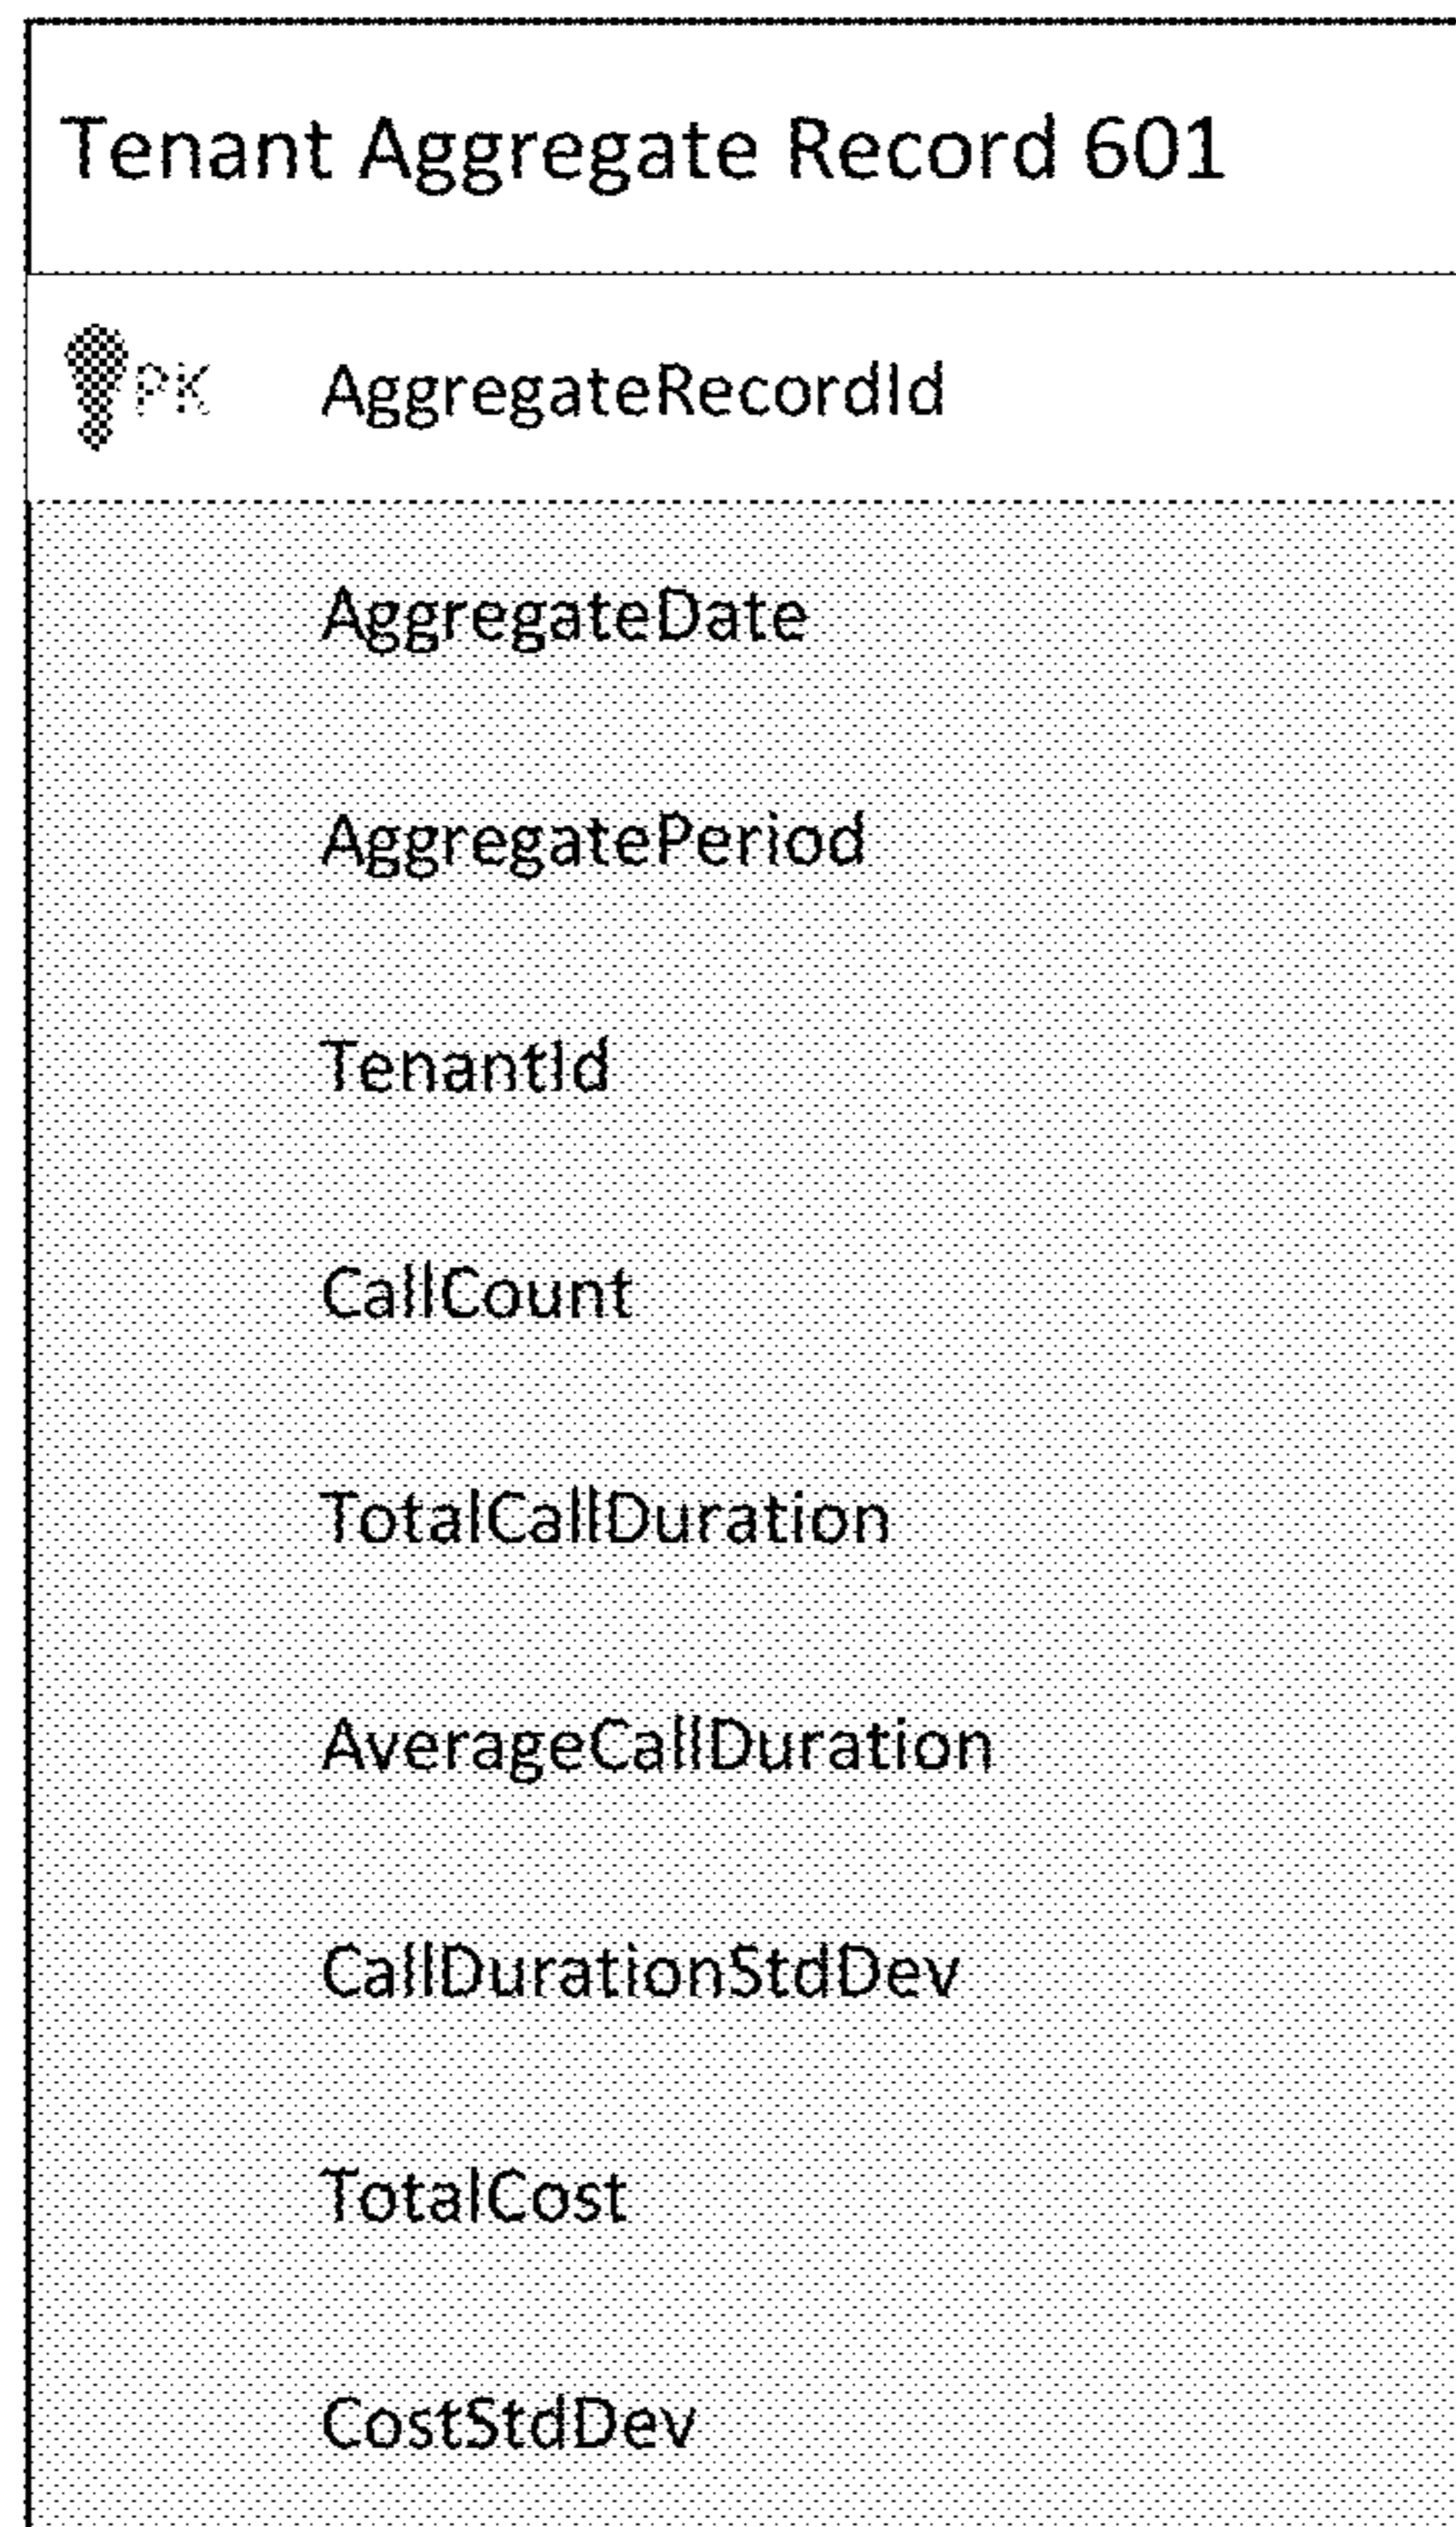 Tenant Aggregate Record 601
PK AggregateRecordId
AggregateDate
AggregatePeriod
TenantId
CallCount
TotalCallDuration
AverageCallDuration
CallDurationStdDev
TotalCost
CostStdDev